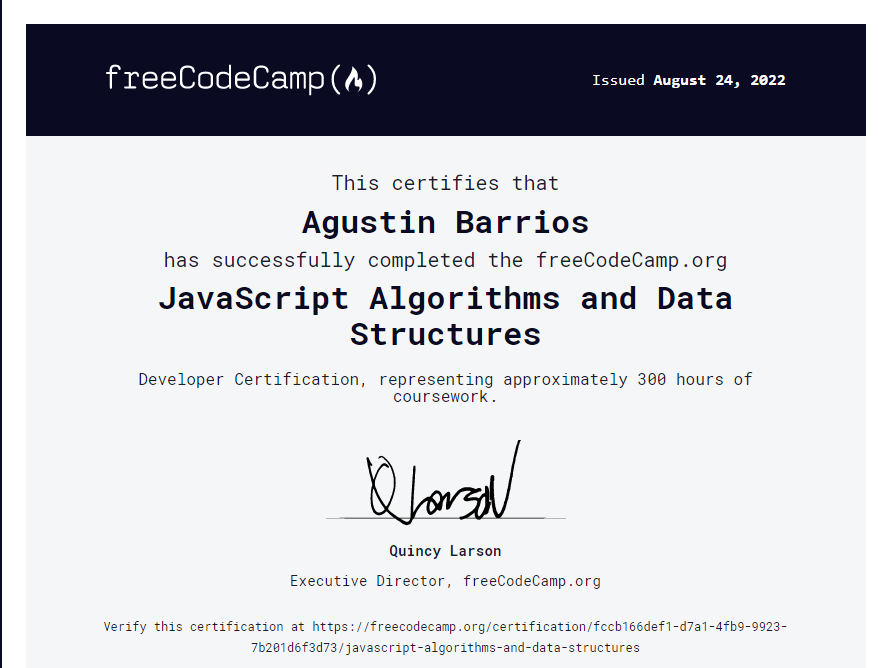 freeCodeCamp(🔥)
Issued August 24, 2022
This certifies that
Agustin Barrios
has successfully completed the freeCodeCamp.org
JavaScript Algorithms and Data
Structures
Developer Certification, representing approximately 300 hours of
coursework.
Q Larson
Quincy Larson
Executive Director, freeCodeCamp.org
Verify this certification at https://freecodecamp.org/certification/fccb166def1-d7a1-4fb9-9923-
7b201d6f3d73/javascript-algorithms-and-data-structures